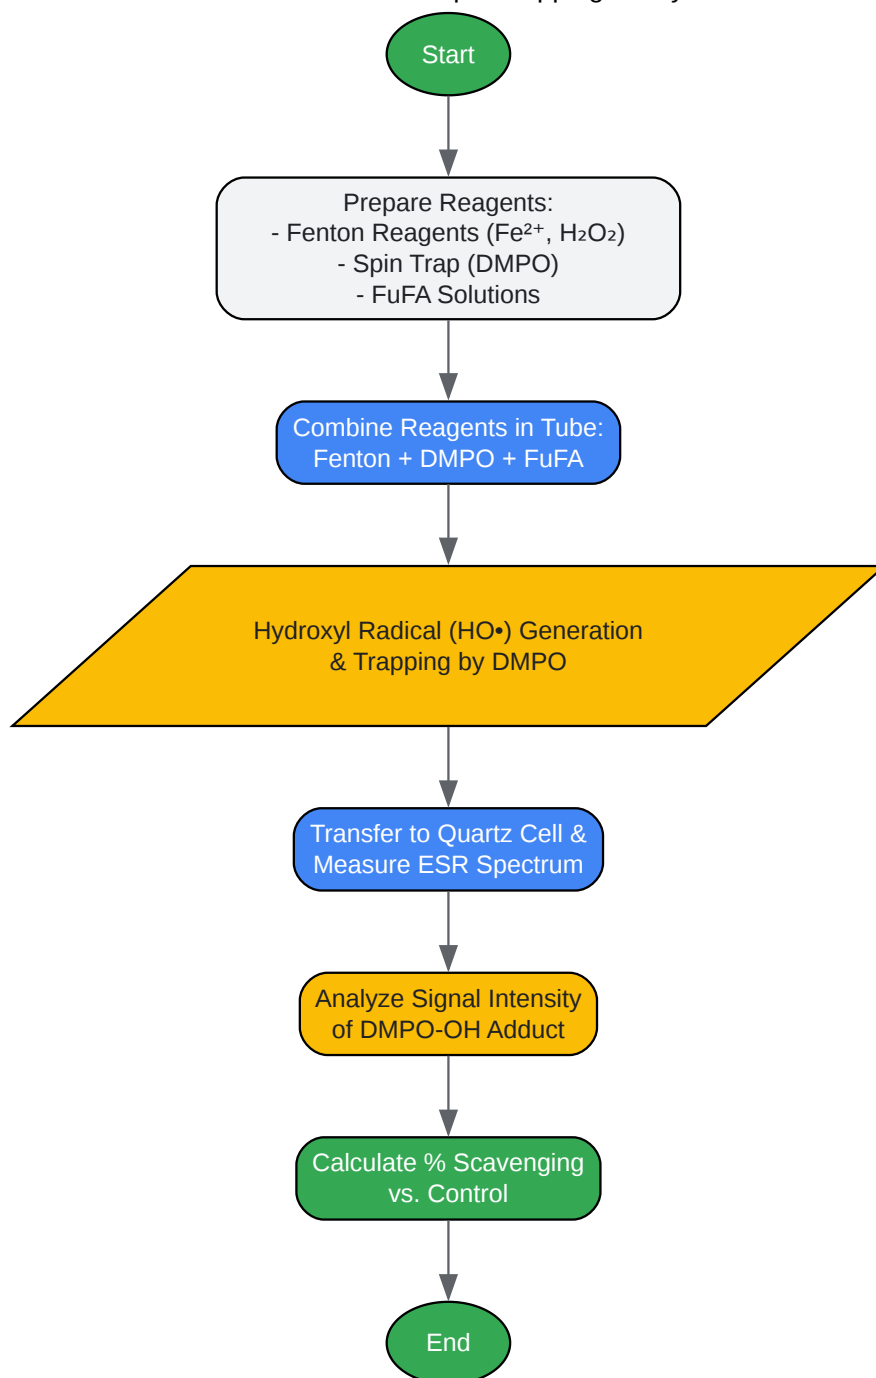 Start
Prepare Reagents:
- Fenton Reagents (Fe²⁺, H₂O₂)
- Spin Trap (DMPO)
- FuFA Solutions
Combine Reagents in Tube:
Fenton + DMPO + FuFA
Hydroxyl Radical (HO•) Generation
& Trapping by DMPO
Transfer to Quartz Cell &
Measure ESR Spectrum
Analyze Signal Intensity
of DMPO-OH Adduct
Calculate % Scavenging
vs. Control
End